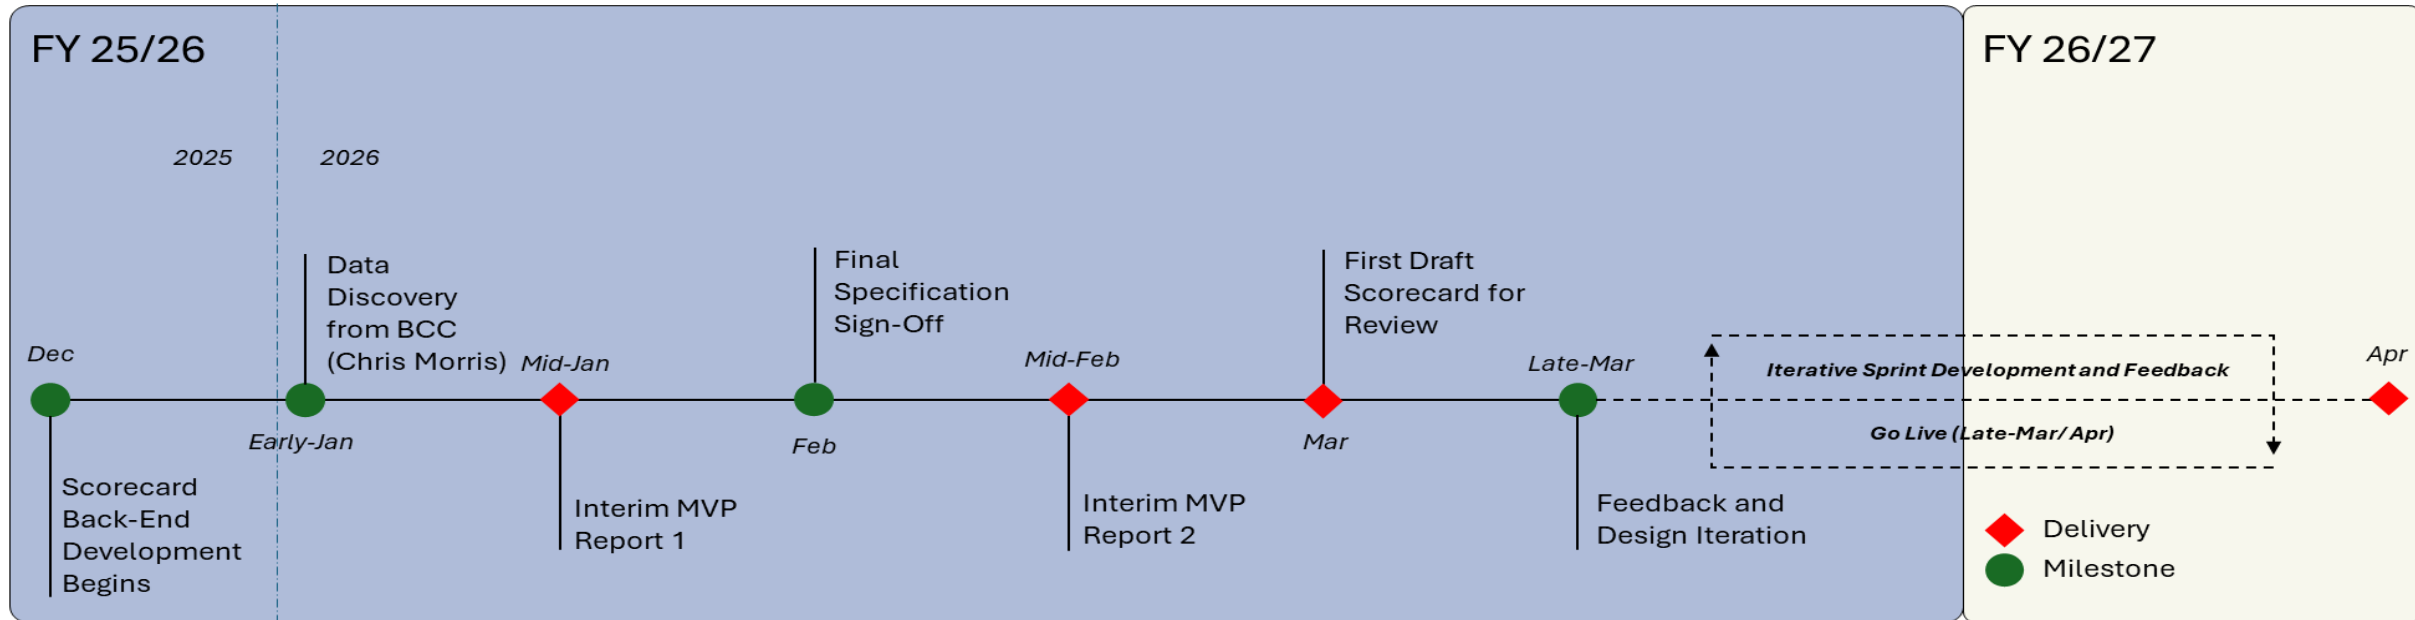 FY 25/26
FY 26/27
2025
2026
Data
Discovery
from BCC
(Chris Morris)
Final
Specification
Sign-Off
First Draft
Scorecard for
Review
Dec
Mid-Jan
Mid-Feb
Late-Mar
Iterative Sprint Development and Feedback
Apr
Early-Jan
Feb
Mar
Go Live (Late-Mar/ Apr)
Scorecard
Back-End
Development
Begins
Interim MVP
Report 1
Interim MVP
Report 2
Feedback and
Design Iteration
Delivery
Milestone